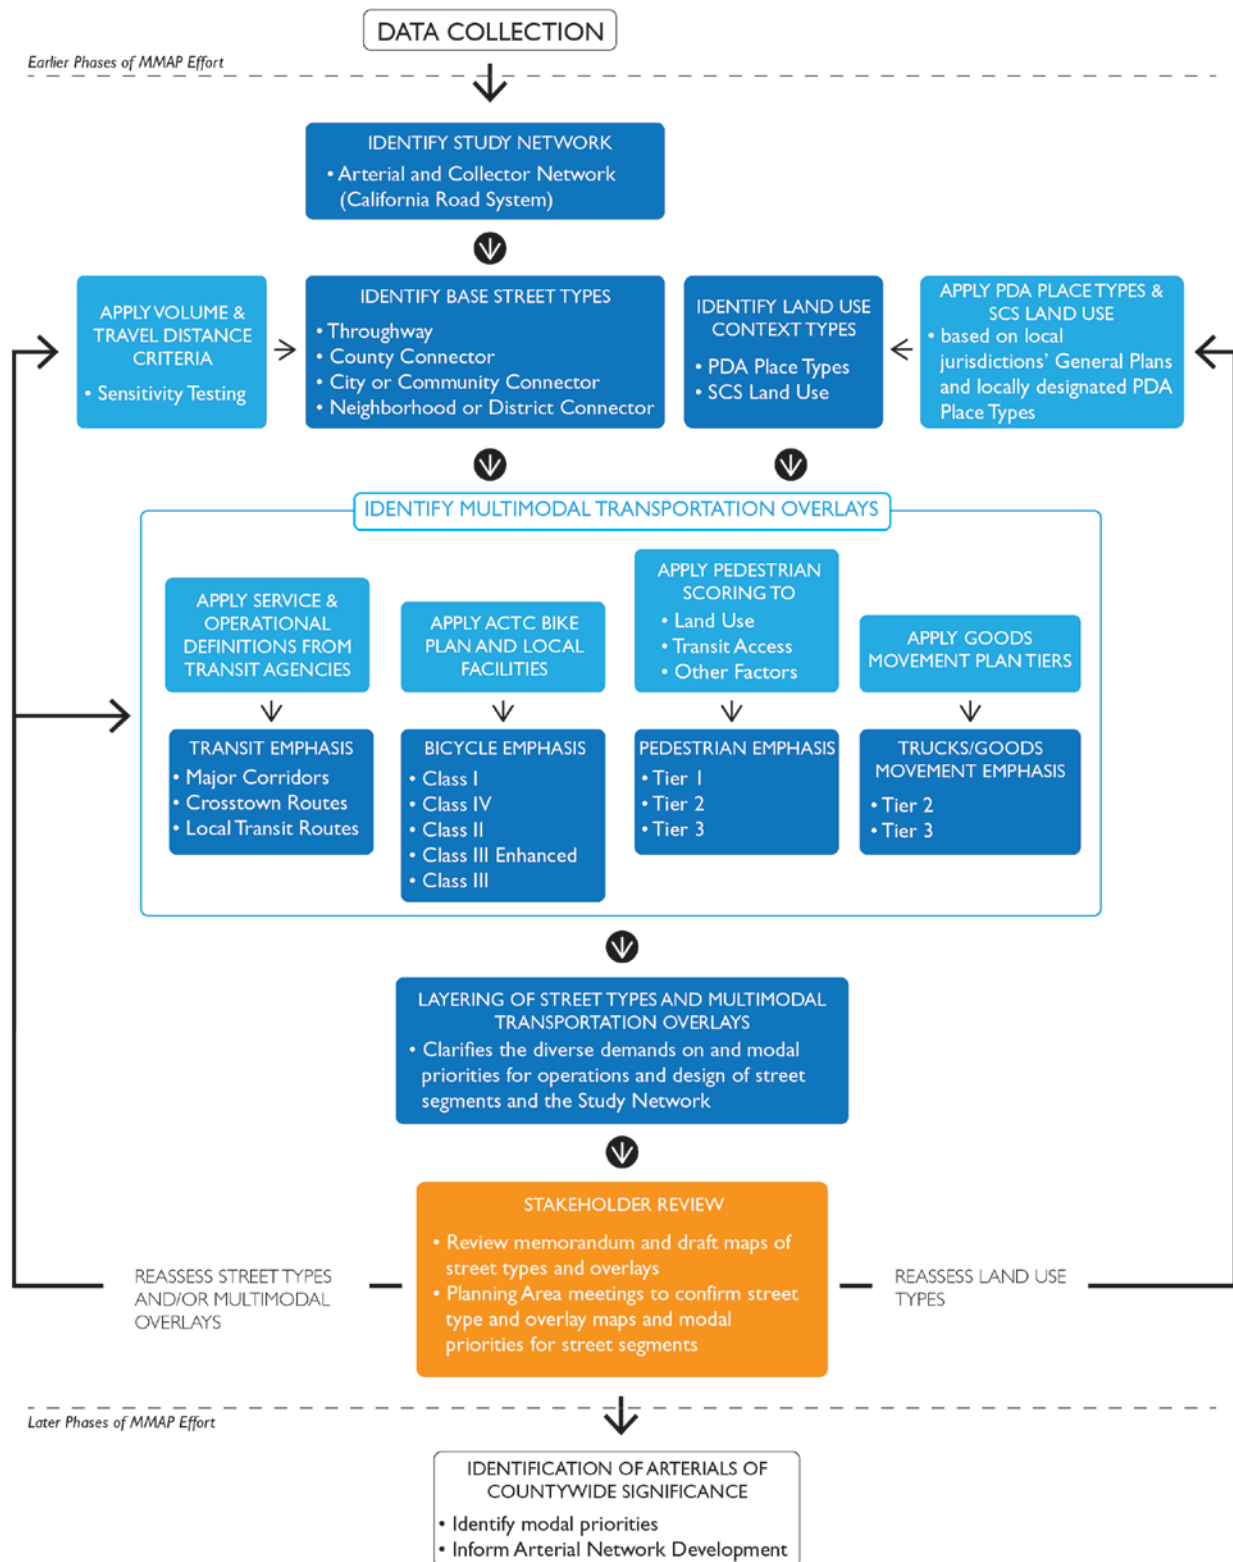 DATA COLLECTION
Earlier Phases of MMAP Effort
IDENTIFY STUDY NETWORK
• Arterial and Collector Network
(California Road System)
APPLY VOLUME &
TRAVEL DISTANCE
CRITERIA
• Sensitivity Testing
IDENTIFY BASE STREET TYPES
• Throughway
• County Connector
• City or Community Connector
• Neighborhood or District Connector
IDENTIFY LAND USE
CONTEXT TYPES
• PDA Place Types
• SCS Land Use
APPLY PDA PLACE TYPES &
SCS LAND USE
• based on local
jurisdictions' General Plans
and locally designated PDA
Place Types
IDENTIFY MULTIMODAL TRANSPORTATION OVERLAYS
APPLY SERVICE &
OPERATIONAL
DEFINITIONS FROM
TRANSIT AGENCIES
APPLY ACTC BIKE
PLAN AND LOCAL
FACILITIES
APPLY PEDESTRIAN
SCORING TO
• Land Use
• Transit Access
• Other Factors
APPLY GOODS
MOVEMENT PLAN TIERS
TRANSIT EMPHASIS
• Major Corridors
• Crosstown Routes
• Local Transit Routes
BICYCLE EMPHASIS
• Class I
• Class IV
• Class II
• Class III Enhanced
• Class III
PEDESTRIAN EMPHASIS
• Tier 1
• Tier 2
• Tier 3
TRUCKS/GOODS
MOVEMENT EMPHASIS
• Tier 2
• Tier 3
LAYERING OF STREET TYPES AND MULTIMODAL
TRANSPORTATION OVERLAYS
• Clarifies the diverse demands on and modal
priorities for operations and design of street
segments and the Study Network
STAKEHOLDER REVIEW
• Review memorandum and draft maps of
street types and overlays
• Planning Area meetings to confirm street
type and overlay maps and modal
priorities for street segments
REASSESS STREET TYPES
AND/OR MULTIMODAL
OVERLAYS
REASSESS LAND USE
TYPES
Later Phases of MMAP Effort
IDENTIFICATION OF ARTERIALS OF
COUNTYWIDE SIGNIFICANCE
• Identify modal priorities
• Inform Arterial Network Development